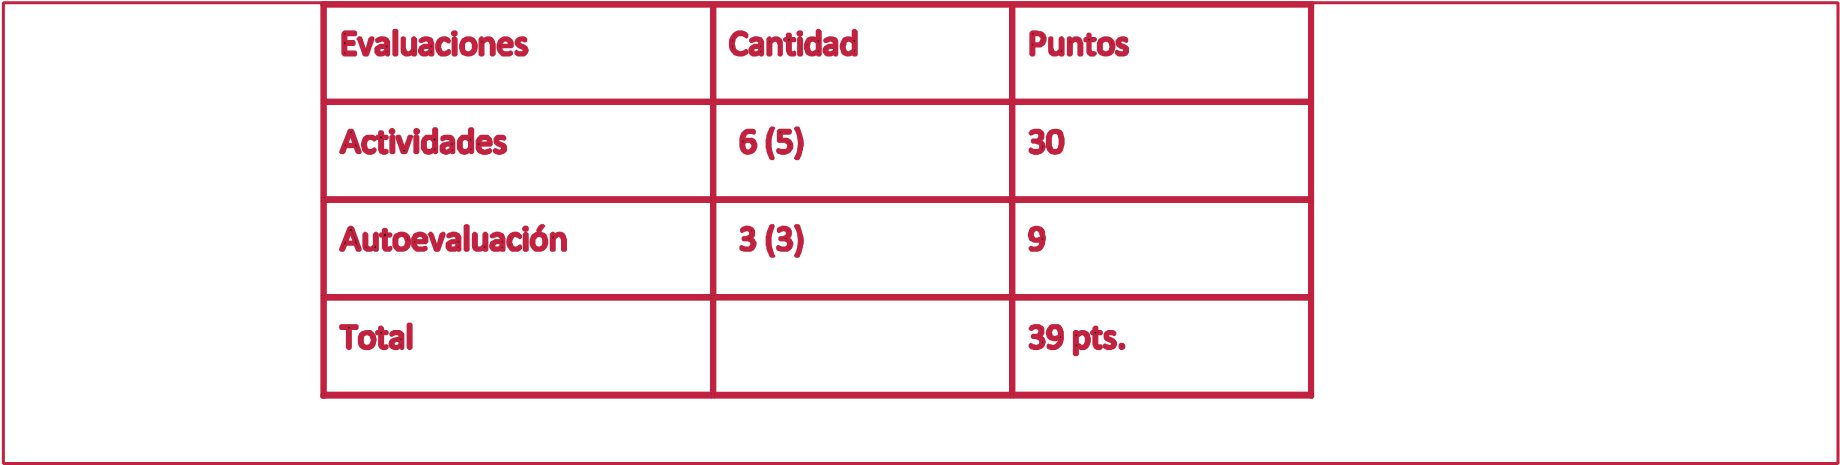 Evaluaciones Cantidad Puntos
Actividades 6 (5) 30
Autoevaluación 3 (3) 9
Total 39 pts.